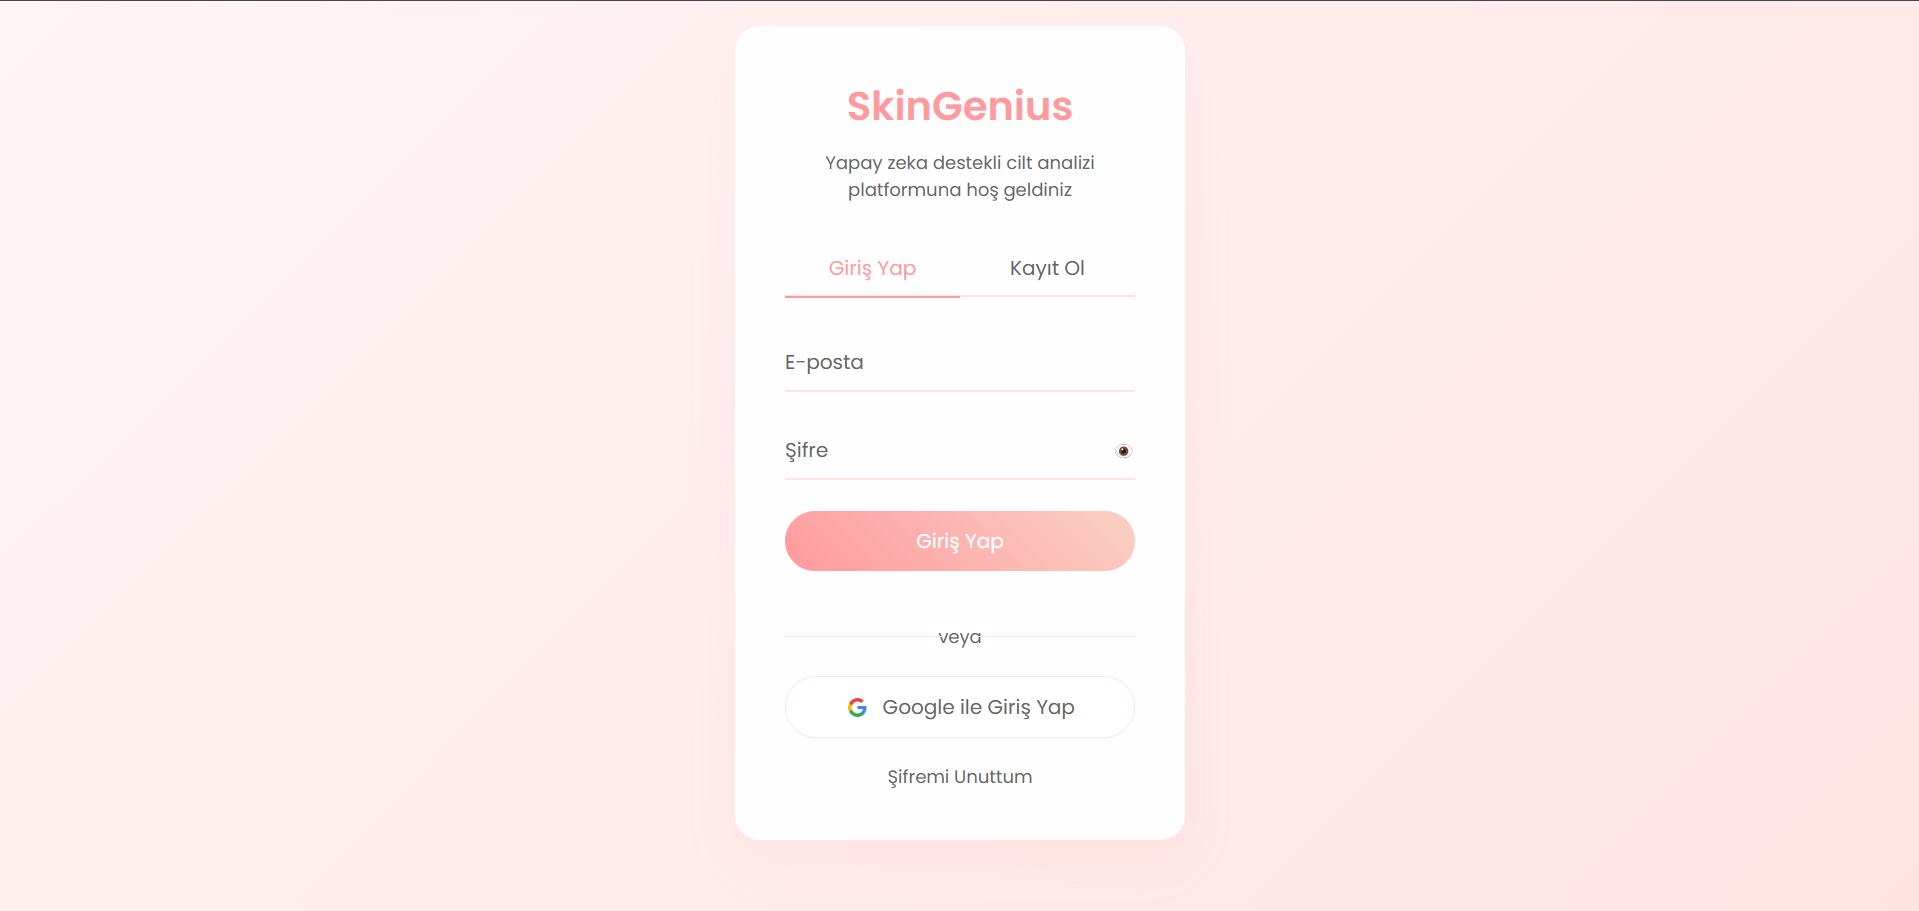 SkinGenius
Yapay zeka destekli cilt analizi
platformuna hoş geldiniz
Giriş Yap
Kayıt Ol
E-posta
Şifre
Giriş Yap
veya
Google ile Giriş Yap
Şifremi Unuttum